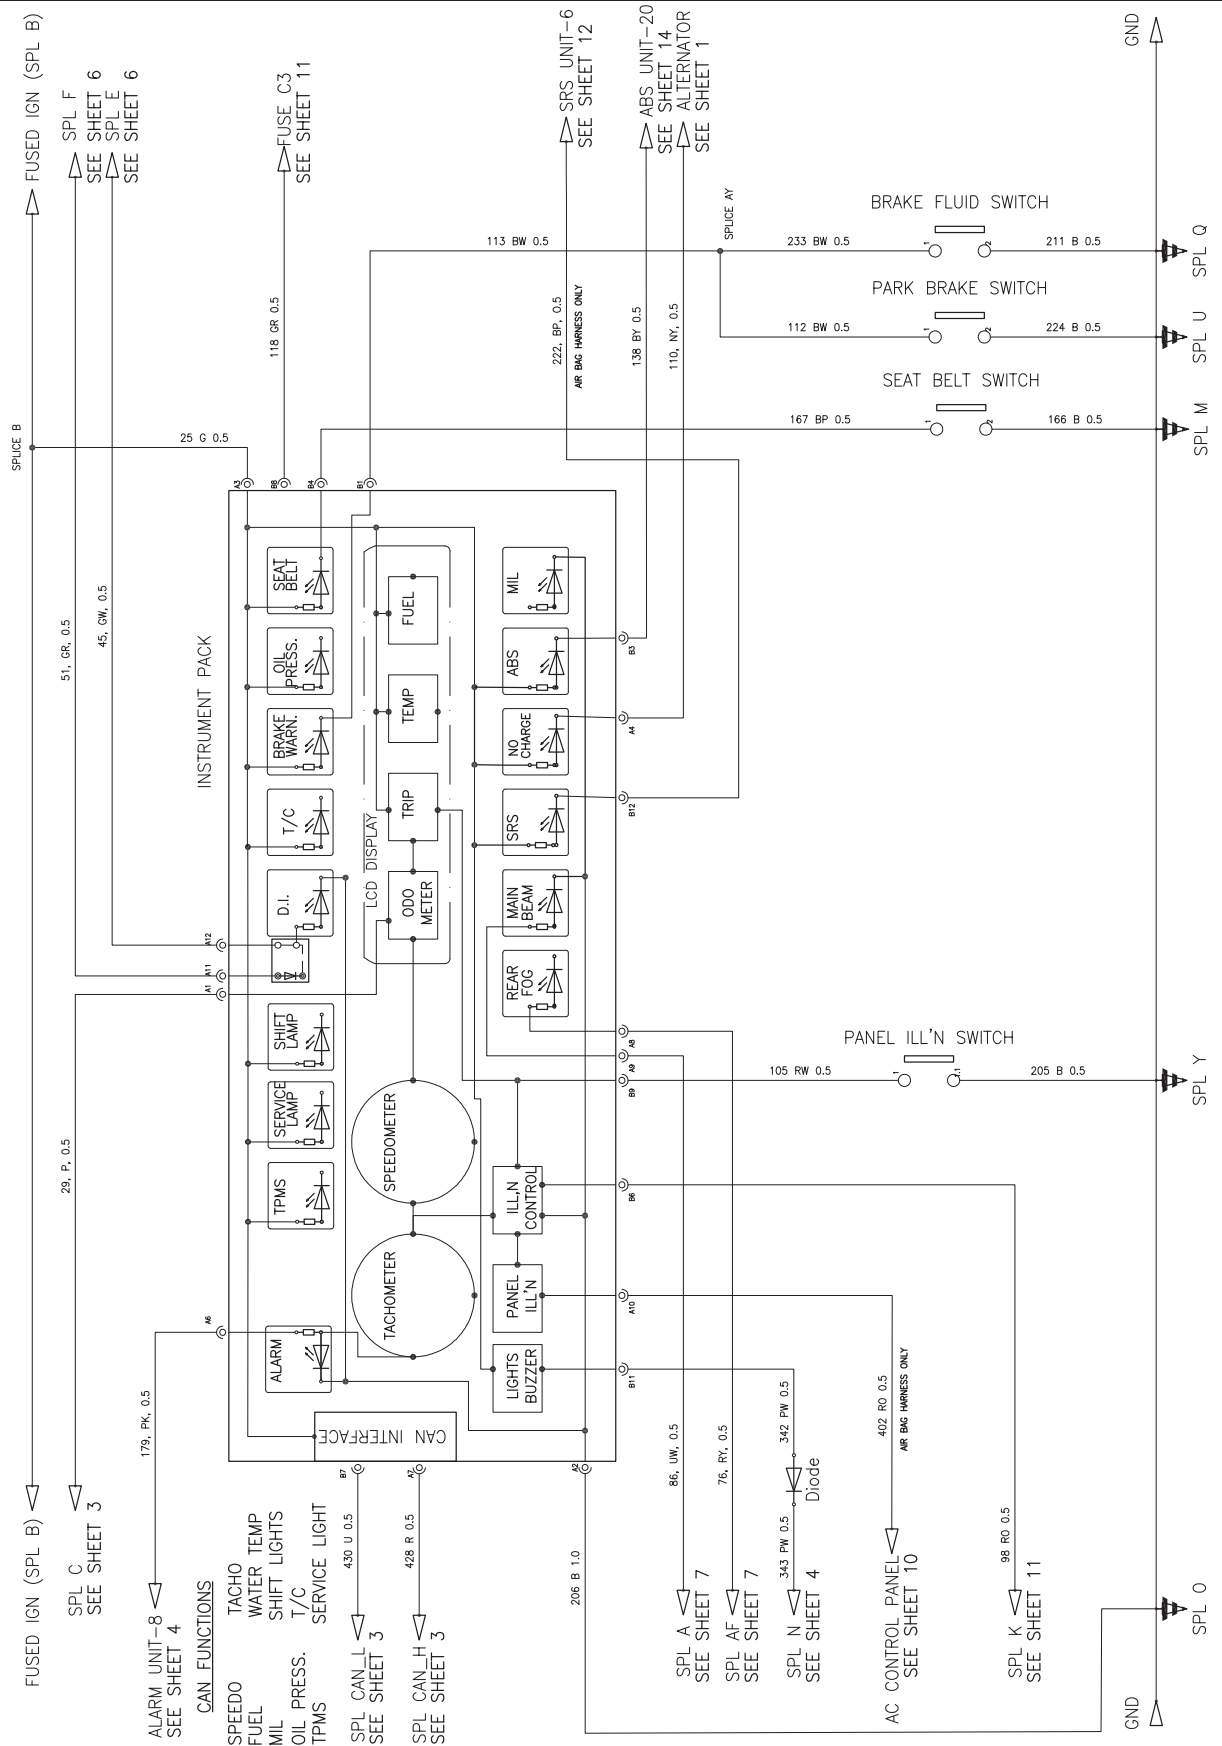 FUSED IGN (SPL B)
SPL F
SEE SHEET 6
SPL E
SEE SHEET 6
FUSE C3
SEE SHEET 11
SRS UNIT-6
SEE SHEET 12
ABS UNIT-20
SEE SHEET 14
ALTERNATOR
SEE SHEET 1
GND
SPLICE B
25 G 0.5
51, GR, 0.5
45, GW, 0.5
118 GR 0.5
113 BW 0.5
222, BP, 0.5
AIR BAG HARNESS ONLY
138 BY 0.5
110, NY, 0.5
SPLICE AY
BRAKE FLUID SWITCH
1
2
233 BW 0.5
211 B 0.5
SPL Q
PARK BRAKE SWITCH
1
2
112 BW 0.5
224 B 0.5
SPL U
SEAT BELT SWITCH
1
2
167 BP 0.5
166 B 0.5
SPL M
INSTRUMENT PACK
A3
B8
B4
B1
SEAT
BELT
OIL
PRESS.
BRAKE
WARN.
T/C
D.I.
A12
A11
A1
SHIFT
LAMP
SERVICE
LAMP
TPMS
A6
ALARM
LCD DISPLAY
FUEL
TEMP
TRIP
ODO
METER
SPEEDOMETER
TACHOMETER
CAN INTERFACE
MIL
ABS
NO
CHARGE
SRS
MAIN
BEAM
REAR
FOG
ILL,N
CONTROL
PANEL
ILL'N
LIGHTS
BUZZER
B3
A4
B12
A8
A9
B9
B6
A10
B11
B7
A7
A2
PANEL ILL'N SWITCH
1
105 RW 0.5
205 B 0.5
SPL Y
29, P, 0.5
179, PK, 0.5
430 U 0.5
428 R 0.5
206 B 1.0
86, UW, 0.5
76, RY, 0.5
342 PW 0.5
Diode
343 PW 0.5
402 RO 0.5
AIR BAG HARNESS ONLY
98 RO 0.5
FUSED IGN (SPL B)
SPL C
SEE SHEET 3
ALARM UNIT-8
SEE SHEET 4
CAN FUNCTIONS
SPEEDO TACHO
FUEL WATER TEMP
MIL SHIFT LIGHTS
OIL PRESS. T/C
TPMS SERVICE LIGHT
SPL CAN_L
SEE SHEET 3
SPL CAN_H
SEE SHEET 3
SPL A
SEE SHEET 7
SPL AF
SEE SHEET 7
SPL N
SEE SHEET 4
AC CONTROL PANEL
SEE SHEET 10
SPL K
SEE SHEET 11
GND
SPL O